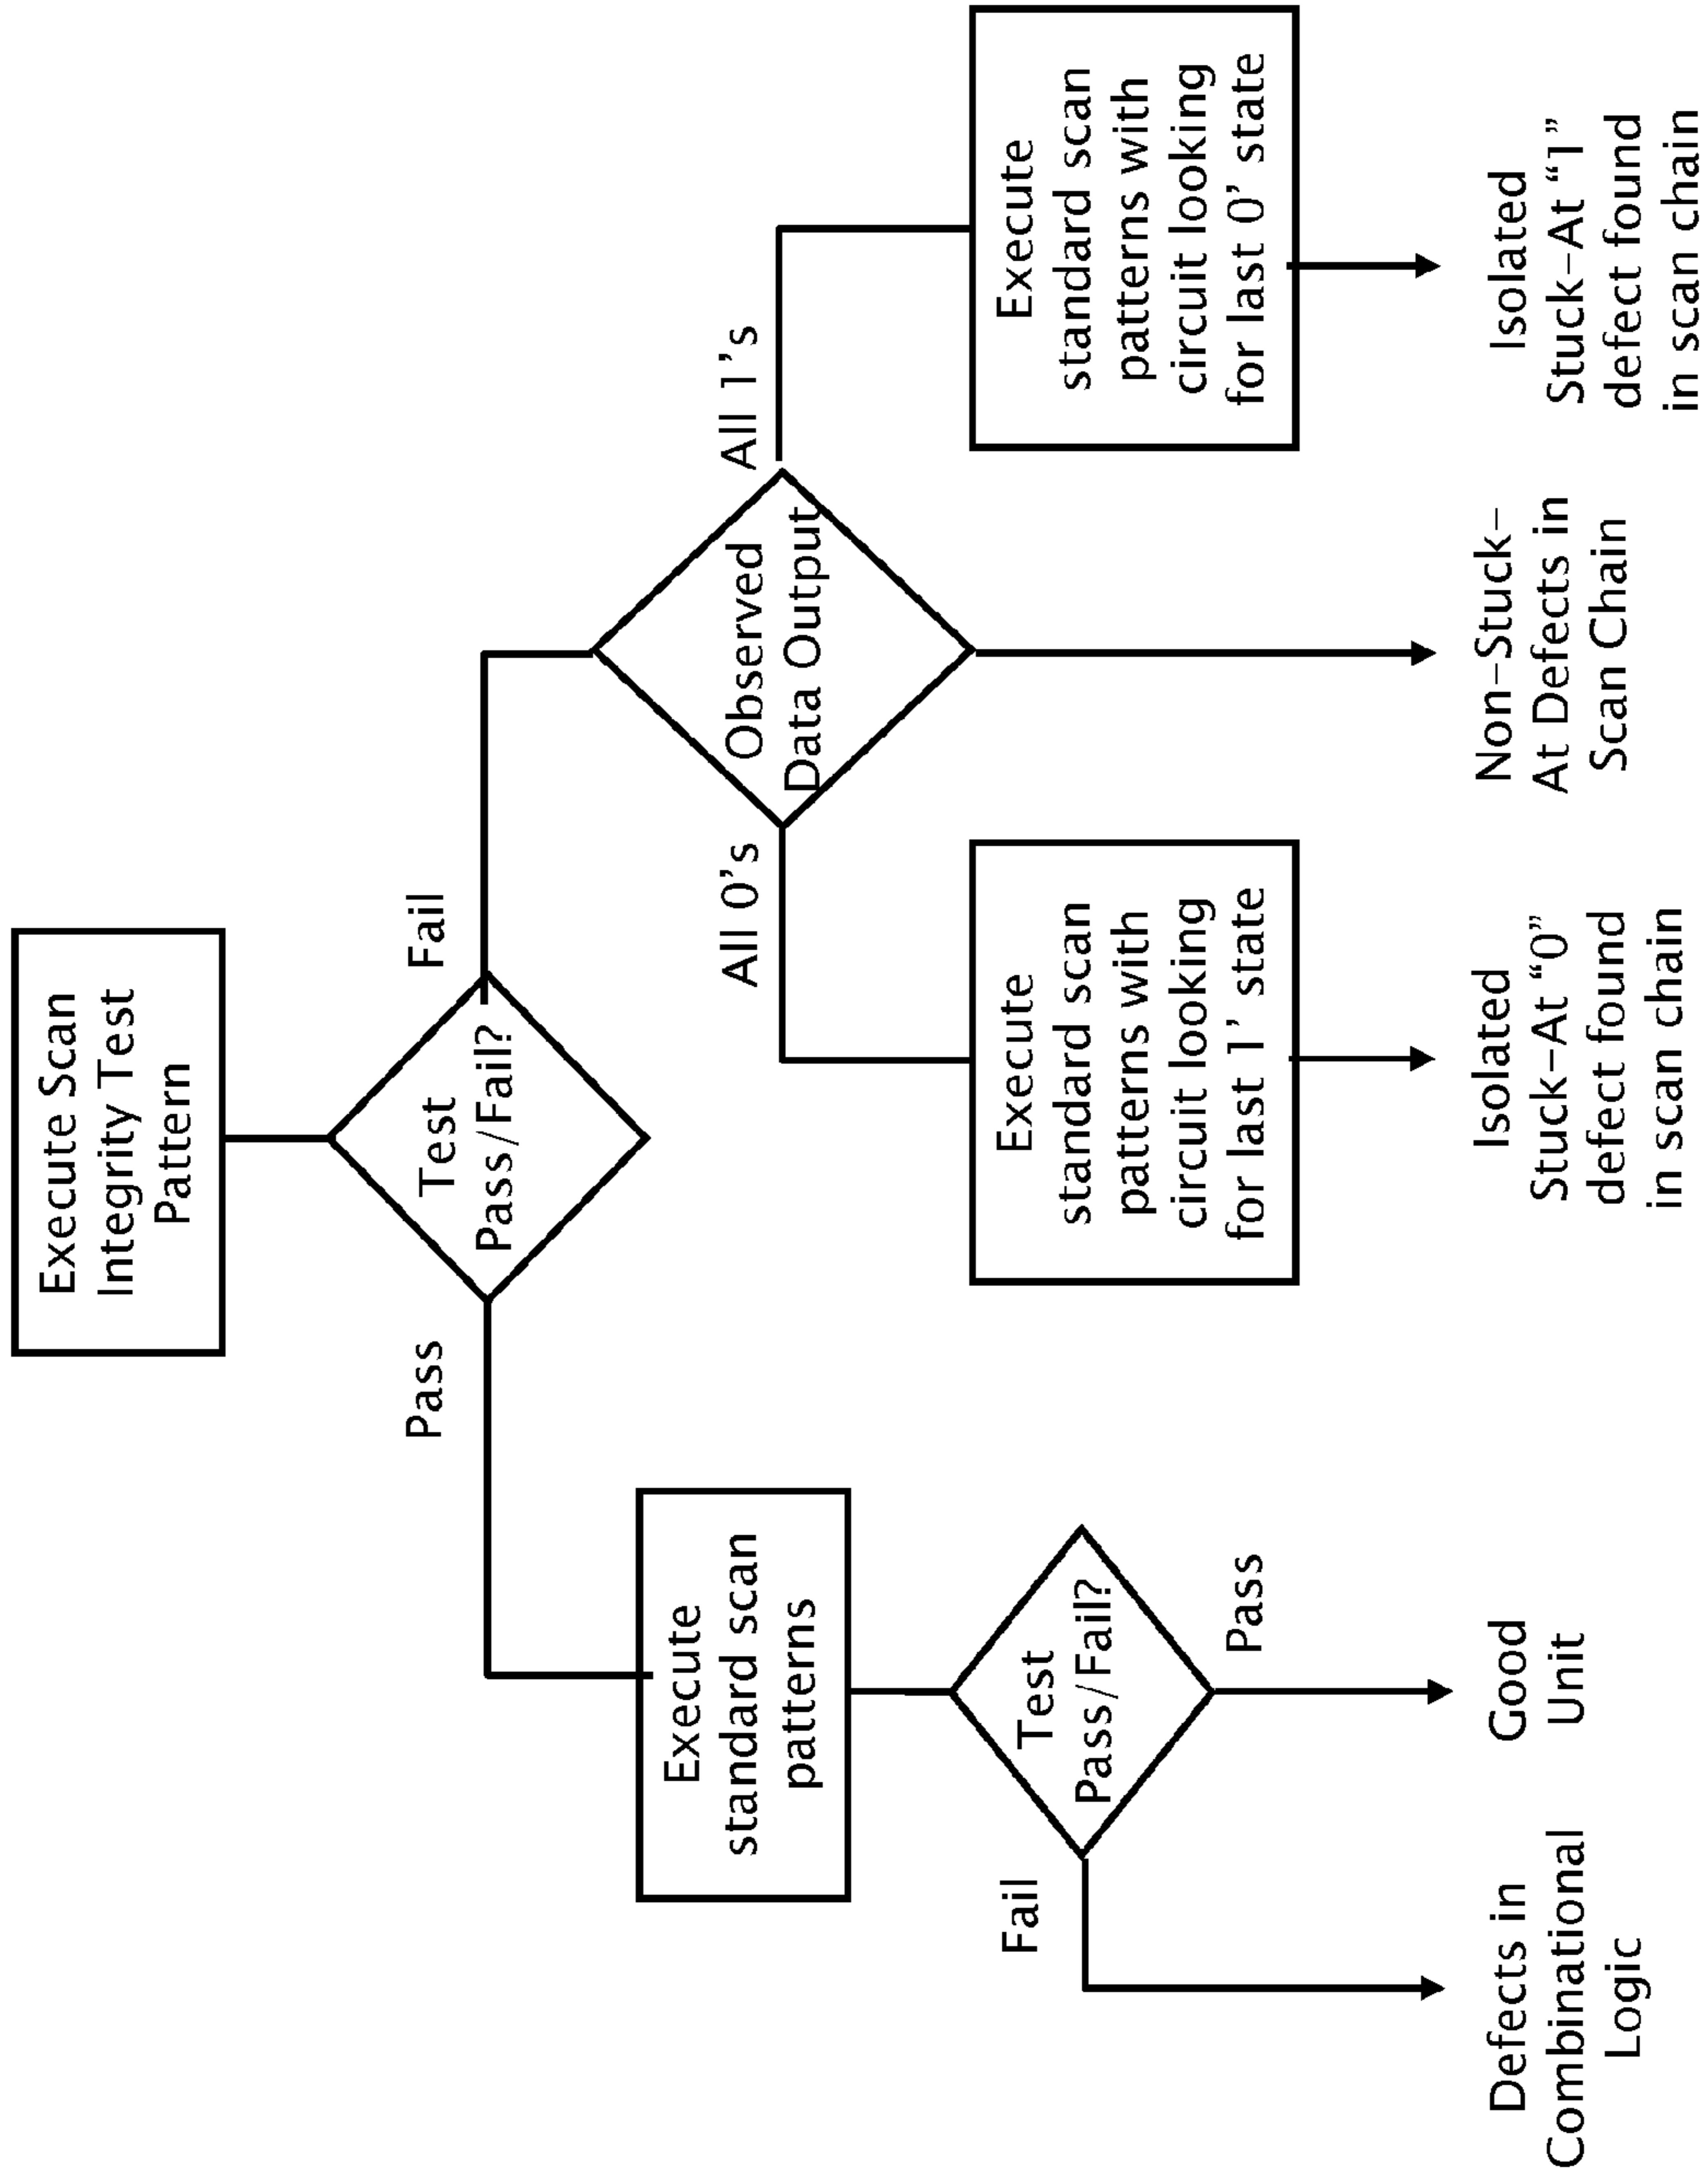 Execute Scan
Integrity Test
Pattern
Test
Pass/Fail?
Pass
Fail
Execute
standard scan
patterns
Test
Pass/Fail?
Fail
Pass
Defects in
Combinational
Logic
Good
Unit
Observed
Data Output
All 0's
All 1's
Execute
standard scan
patterns with
circuit looking
for last 1' state
Isolated
Stuck-At “0”
defect found
in scan chain
Non-Stuck-
At Defects in
Scan Chain
Execute
standard scan
patterns with
circuit looking
for last 0' state
Isolated
Stuck-At “1”
defect found
in scan chain